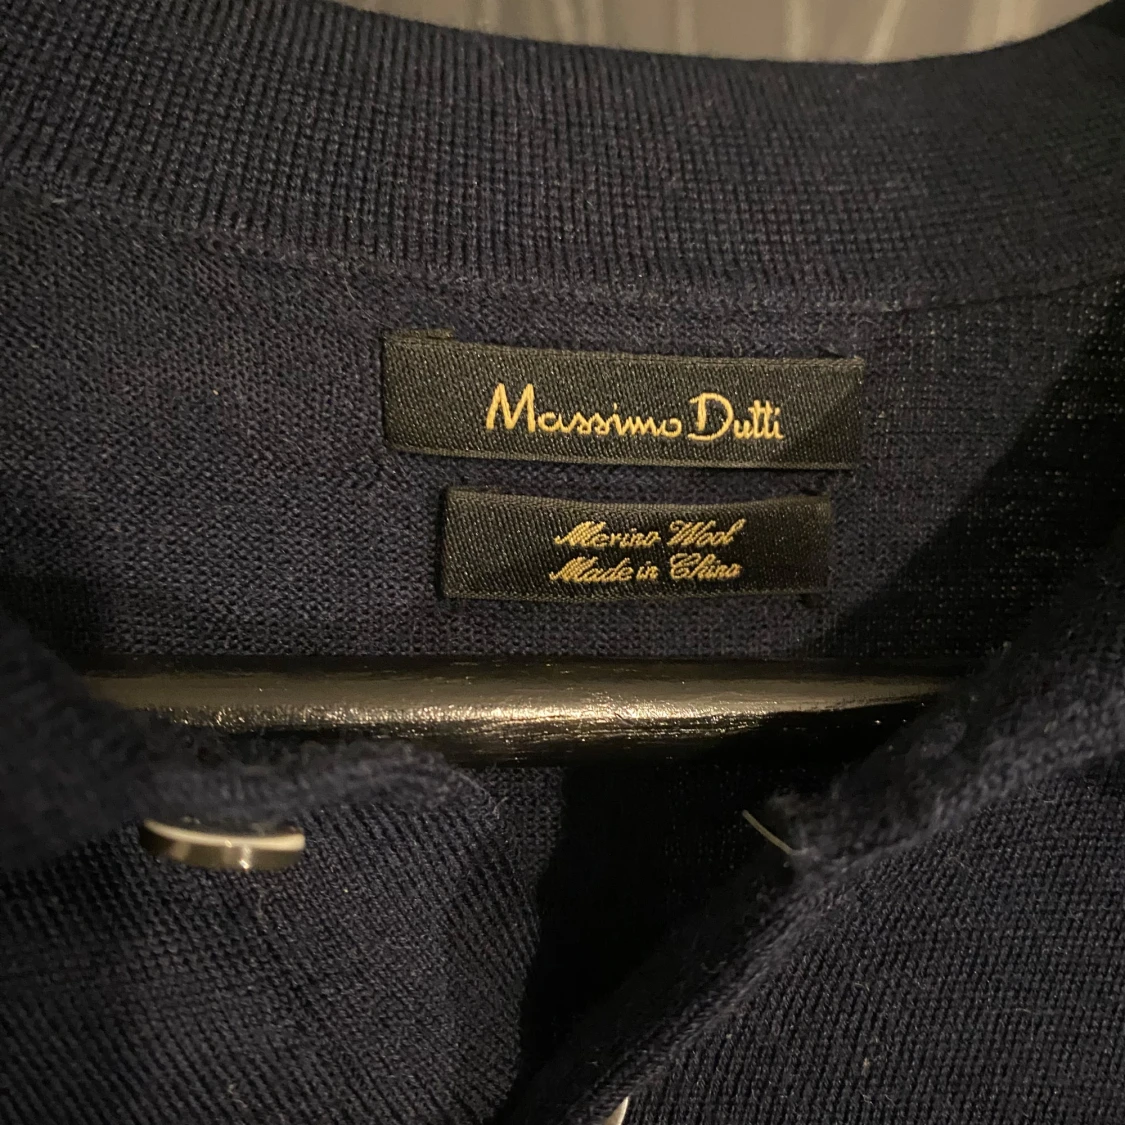 Massimo Dutti
Merino Wool
Made in China